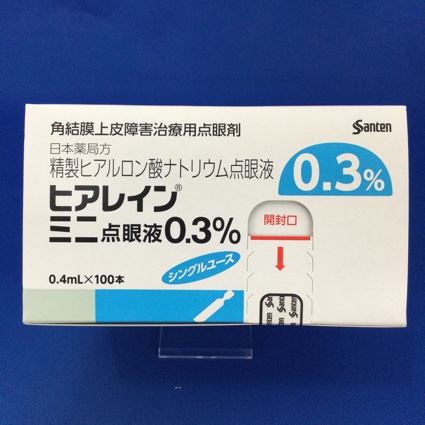 角結膜上皮障害治療用点眼剤
Santen
日本薬局方
精製ヒアルロン酸ナトリウム点眼液
0.3%
ヒアレイン®
ミニ点眼液0.3%
開封口
シングルユース
0.4mL×100本
Santen
Santen